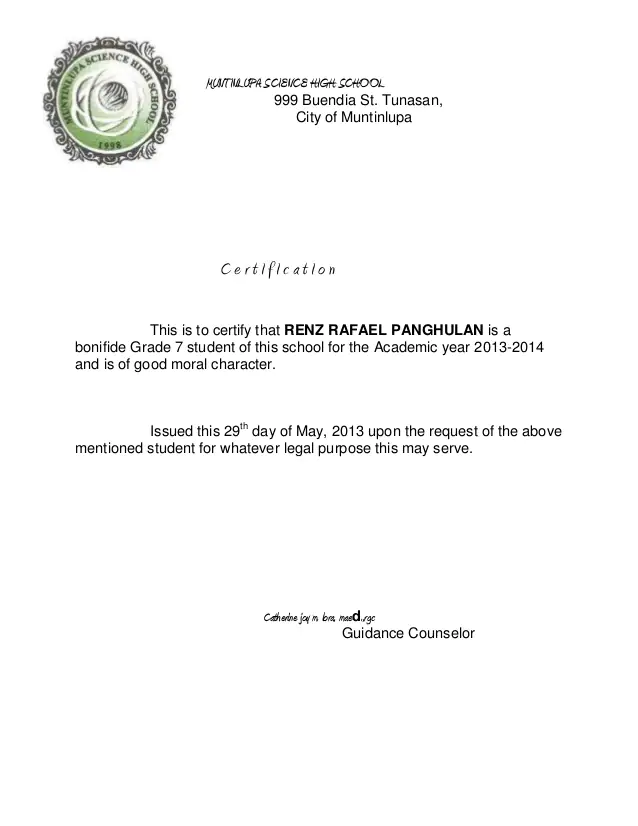 MUNTINLUPA SCIENCE HIGH SCHOOL
1998
MUNTINLUPA SCIENCE HIGH SCHOOL
999 Buendia St. Tunasan,
City of Muntinlupa
Certification
This is to certify that RENZ RAFAEL PANGHULAN is a
bonifide Grade 7 student of this school for the Academic year 2013-2014
and is of good moral character.
Issued this 29th day of May, 2013 upon the request of the above
mentioned student for whatever legal purpose this may serve.
Catherine joy m. lora, maed.,rgc
Guidance Counselor